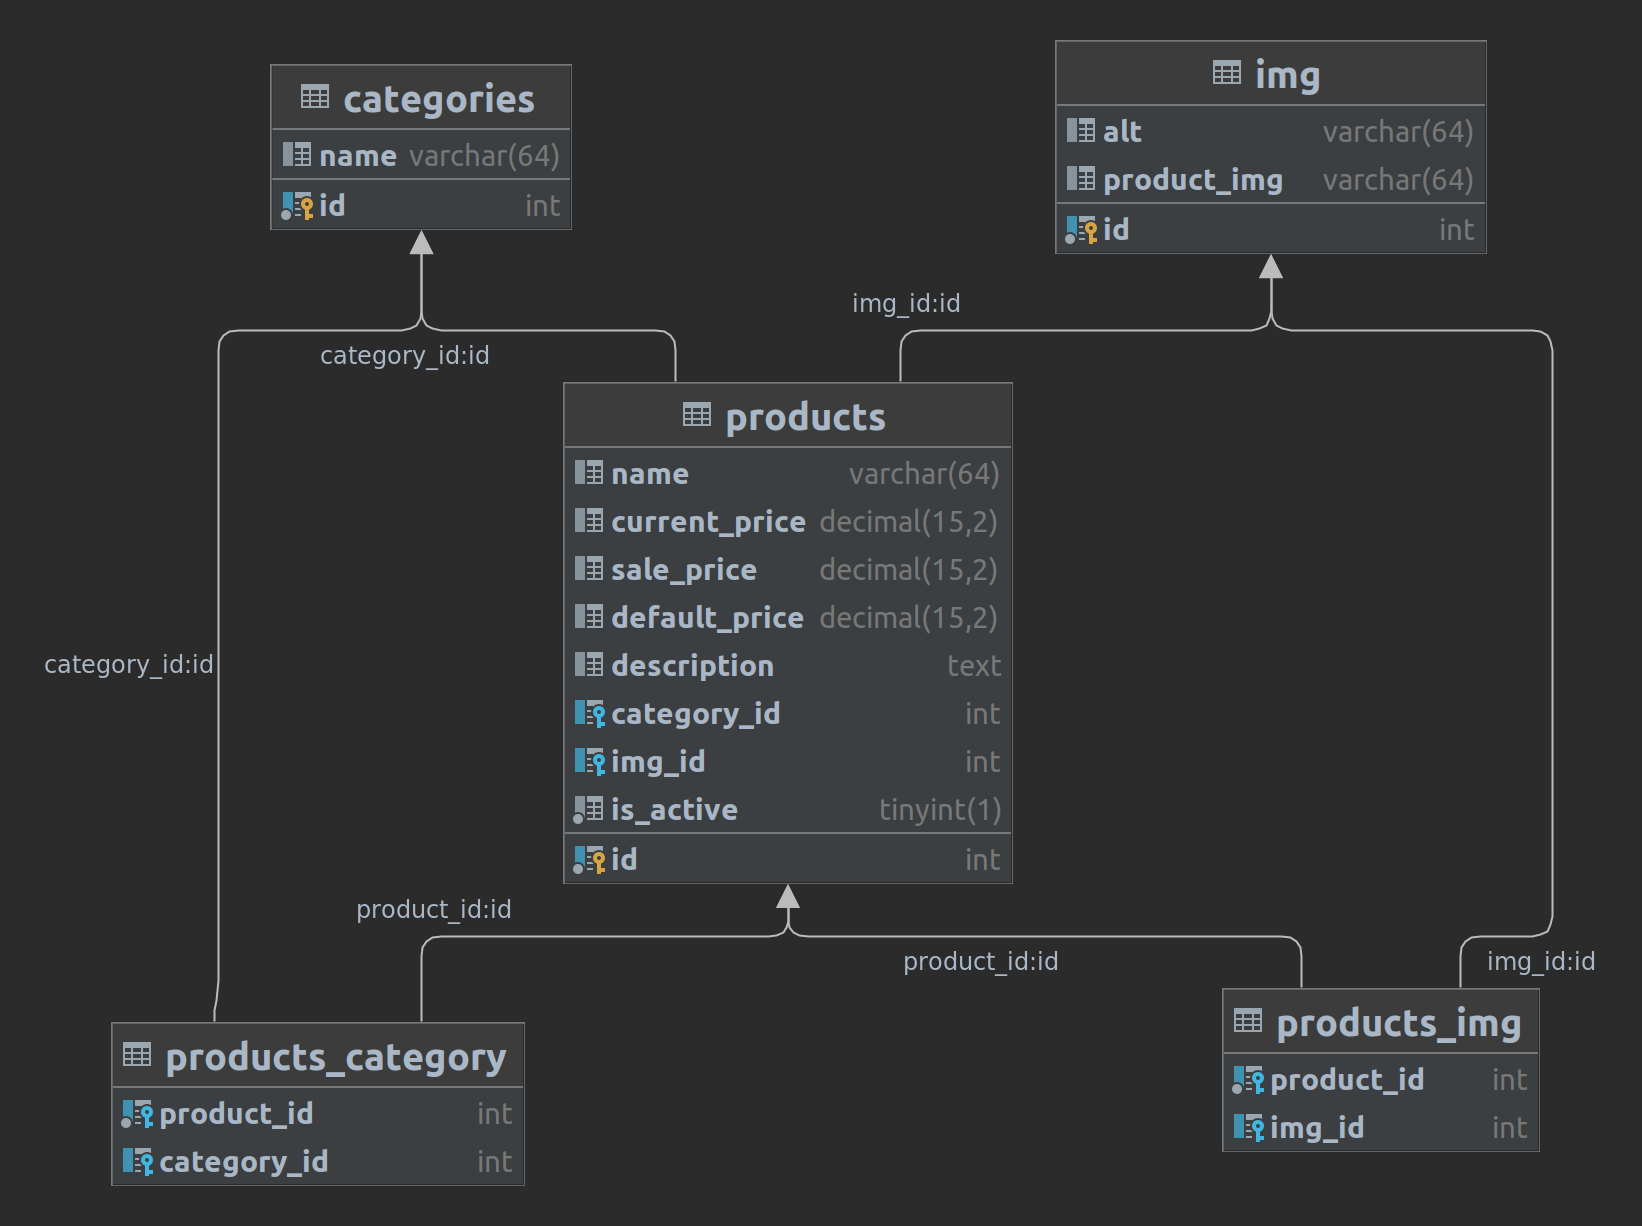 categories
name varchar(64)
id int
img
alt varchar(64)
product_img varchar(64)
id int
img_id:id
category_id:id
products
name varchar(64)
current_price decimal(15,2)
sale_price decimal(15,2)
default_price decimal(15,2)
description text
category_id int
img_id int
is_active tinyint(1)
id int
category_id:id
product_id:id
product_id:id
img_id:id
products_category
product_id int
category_id int
products_img
product_id int
img_id int